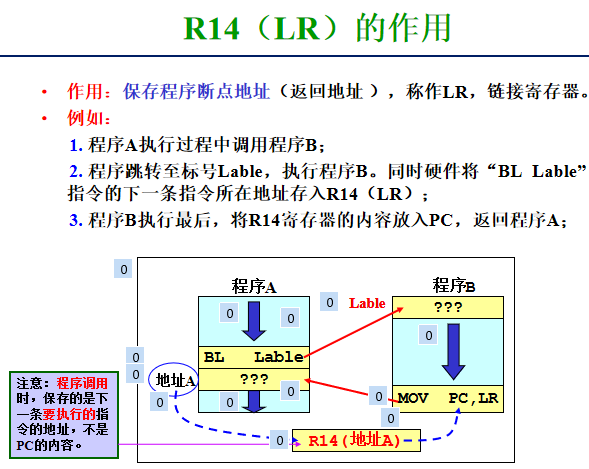 R14（LR）的作用
• 作用：保存程序断点地址（返回地址 ），称作LR，链接寄存器。
• 例如：
1. 程序A执行过程中调用程序B；
2. 程序跳转至标号Lable，执行程序B。同时硬件将“BL Lable”
指令的下一条指令所在地址存入R14（LR）；
3. 程序B执行最后，将R14寄存器的内容放入PC，返回程序A；
0
程序A
程序B
0
0
0
Lable
???
0
BL Lable
0
0
地址A
???
0
0
0
0
MOV PC,LR
0
注意：程序调用
时，保存的是下
一条要执行的指
令的地址，不是
PC的内容。
0
R14(地址A)